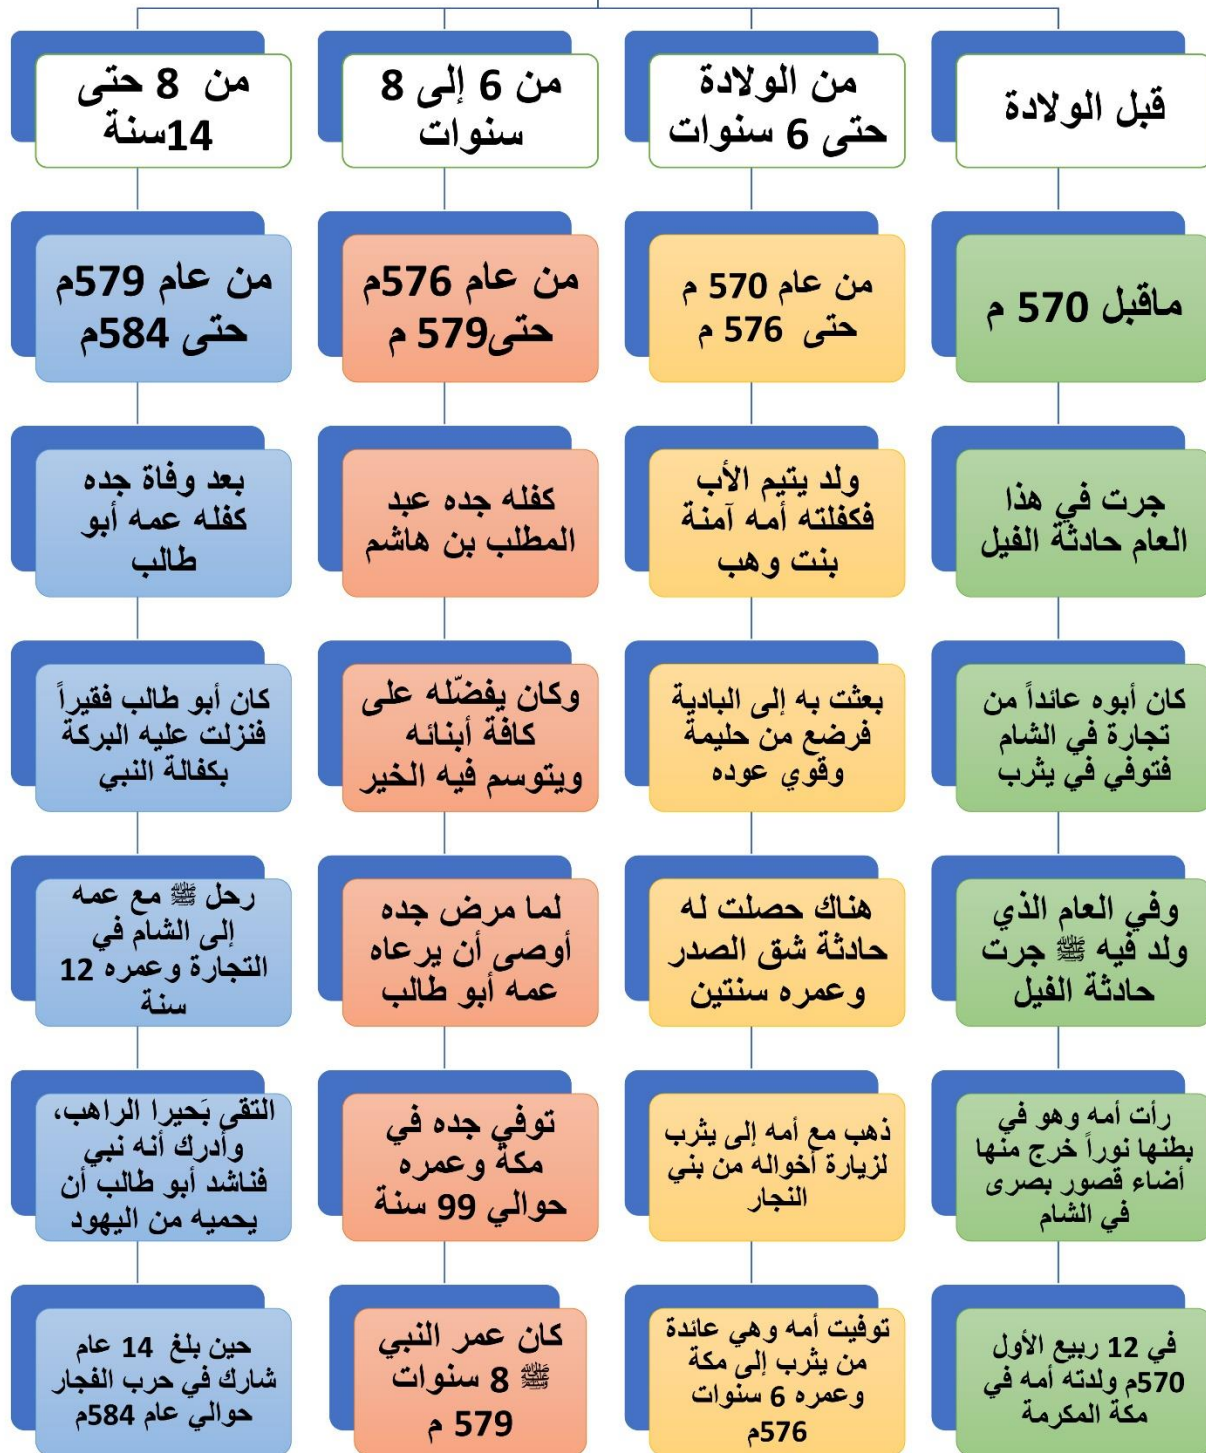 قبل الولادة
ماقبل 570 م
جرت في هذا
العام حادثة الفيل
كان أبوه عائداً من
تجارة في الشام
فتوفي في يثرب
وفي العام الذي
ولد فيه ﷺ جرت
حادثة الفيل
رأت أمه وهو في
بطنها نوراً خرج منها
أضاء قصور بصرى
في الشام
في 12 ربيع الأول
570م ولدته أمه في
مكة المكرمة
من الولادة
حتى 6 سنوات
من عام 570 م
حتى 576 م
ولد يتيم الأب
فكفلته أمه آمنة
بنت وهب
بعثت به إلى البادية
فرضع من حليمة
وقوي عوده
هناك حصلت له
حادثة شق الصدر
وعمره سنتين
ذهب مع أمه إلى يثرب
لزيارة أخواله من بني
النجار
توفيت أمه وهي عائدة
من يثرب إلى مكة
وعمره 6 سنوات
576م
من 6 إلى 8
سنوات
من عام 576م
حتى579 م
كفله جده عبد
المطلب بن هاشم
وكان يفضّله على
كافة أبنائه
ويتوسم فيه الخير
لما مرض جده
أوصى أن يرعاه
عمه أبو طالب
توفي جده في
مكة وعمره
حوالي 99 سنة
كان عمر النبي
ﷺ 8 سنوات
579 م
من 8 حتى
14سنة
من عام 579م
حتى 584م
بعد وفاة جده
كفله عمه أبو
طالب
كان أبو طالب فقيراً
فنزلت عليه البركة
بكفالة النبي
رحل ﷺ مع عمه
إلى الشام في
التجارة وعمره 12
سنة
التقى بَحيرا الراهب،
وأدرك أنه نبي
فناشد أبو طالب أن
يحميه من اليهود
حين بلغ 14 عام
شارك في حرب الفجار
حوالي عام 584م